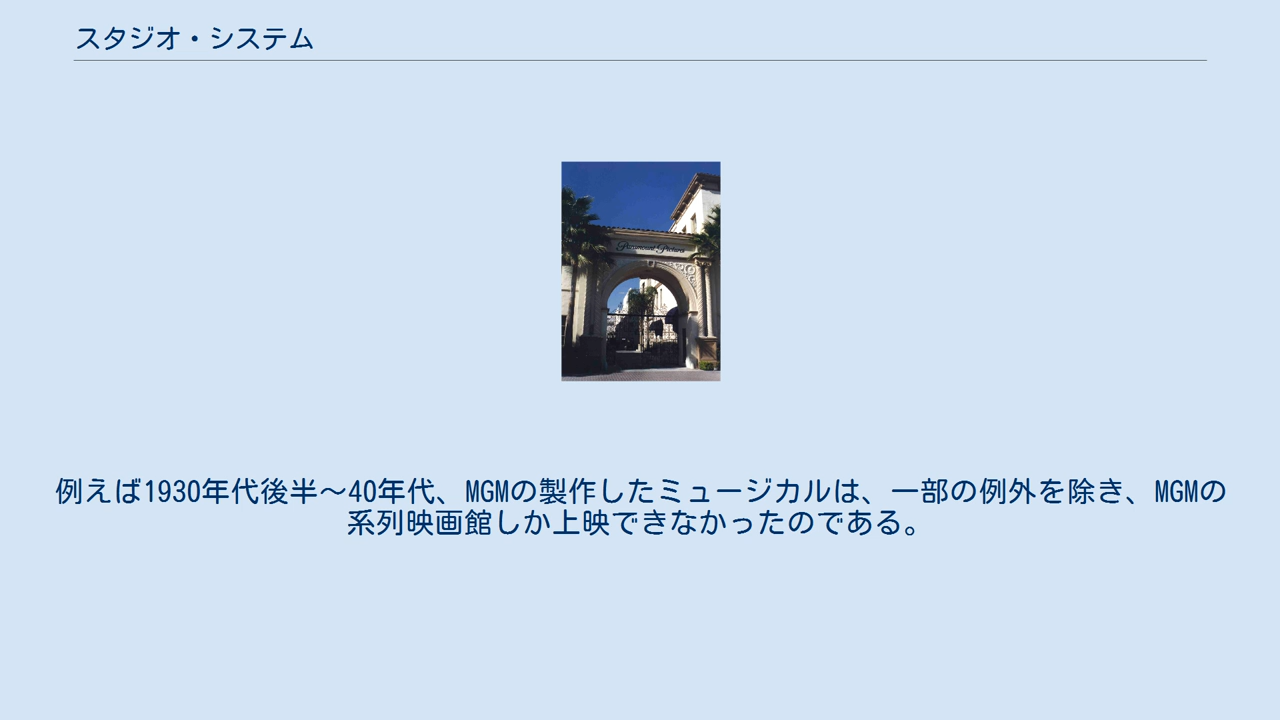 スタジオ・システム
Paramount Pictures
例えば1930年代後半～40年代、MGMの製作したミュージカルは、一部の例外を除き、MGMの
系列映画館しか上映できなかったのである。